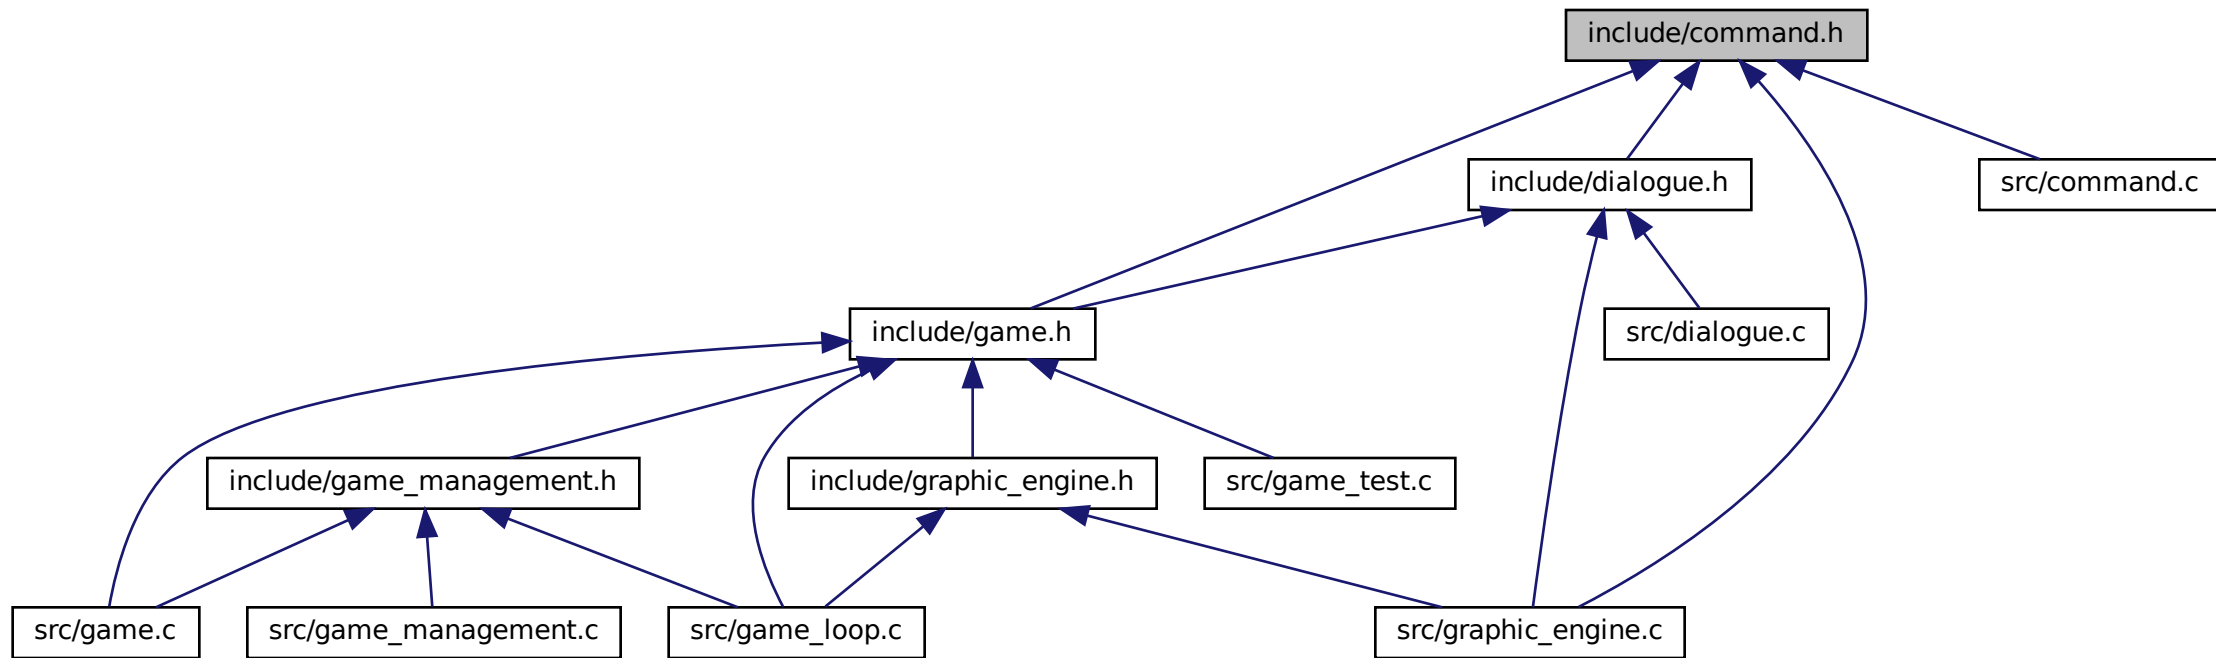 include/command.h
include/dialogue.h
src/command.c
include/game.h
src/dialogue.c
include/game_management.h
include/graphic_engine.h
src/game_test.c
src/game.c
src/game_management.c
src/game_loop.c
src/graphic_engine.c